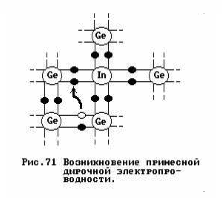 Ge
Ge In Ge
Ge Ge
Рис.71 Возникновение примесной
дырочной электропро-
водности.